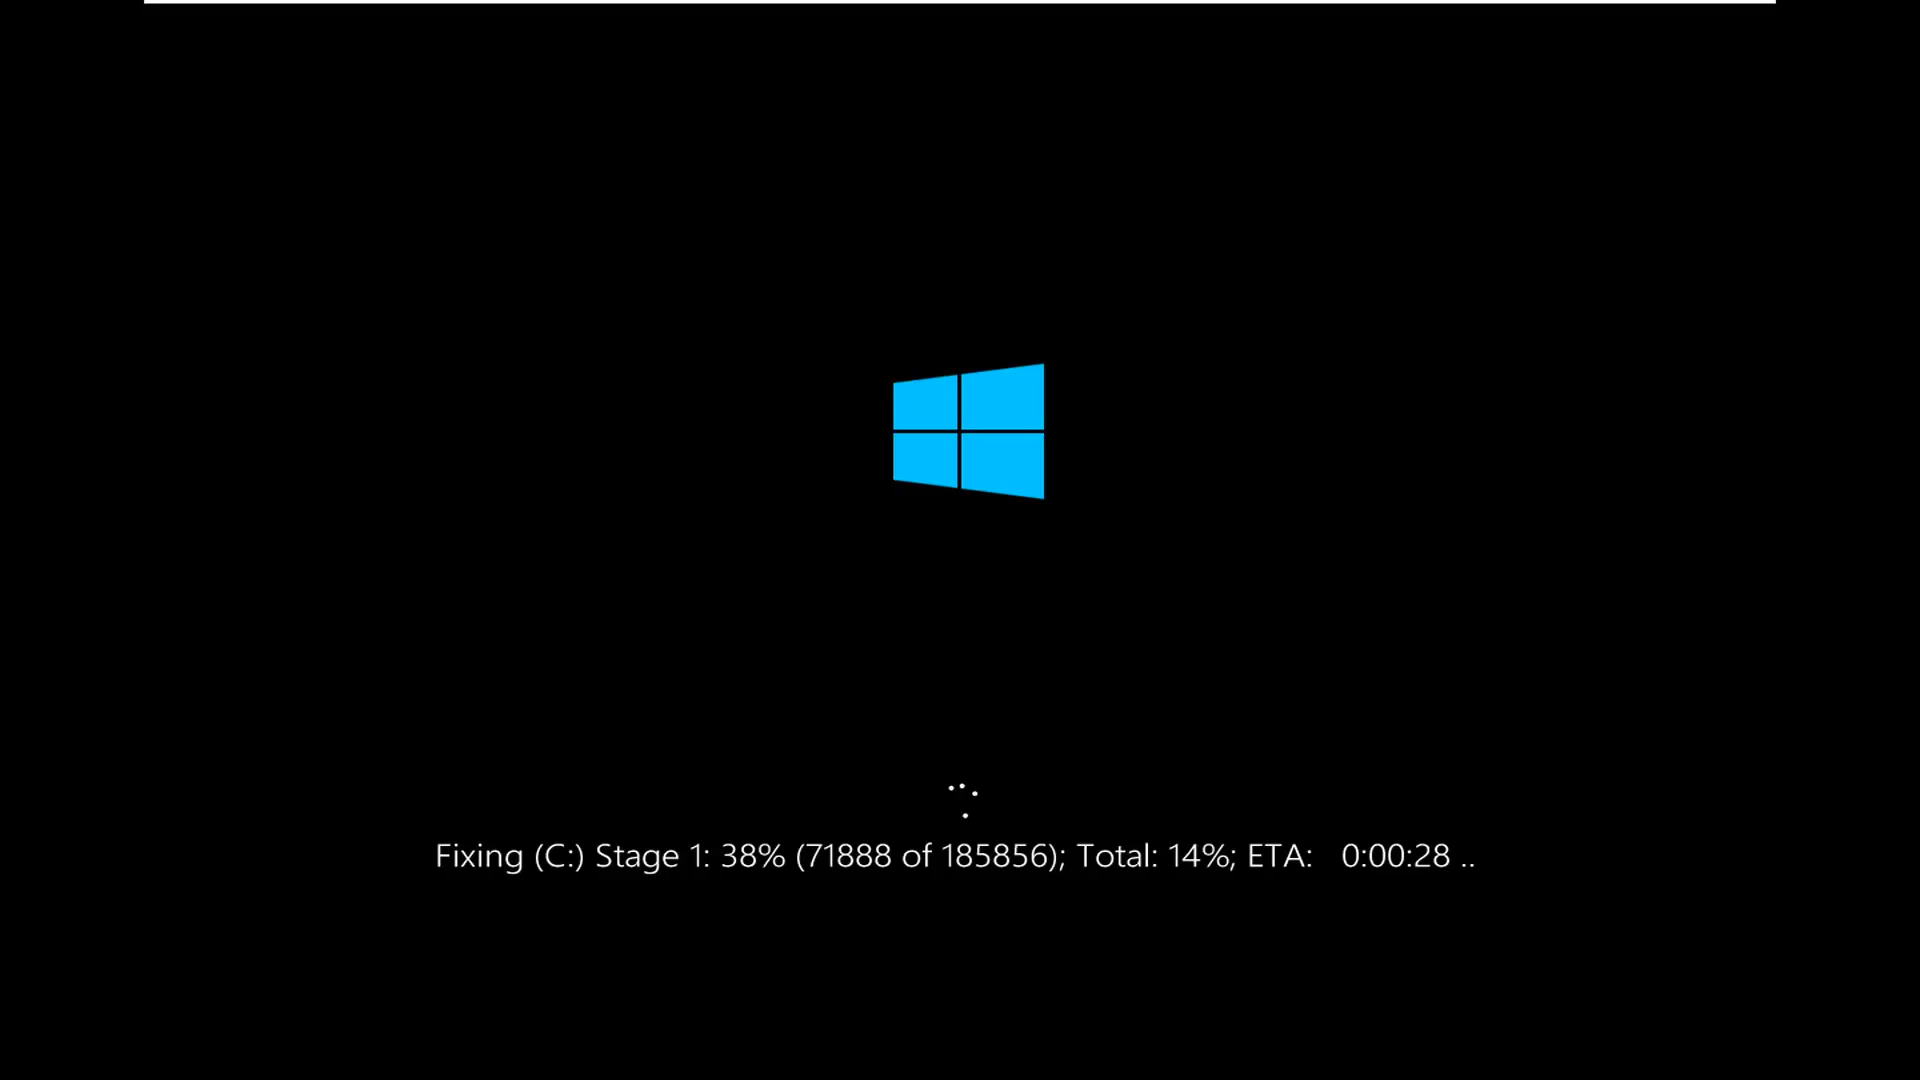 Fixing (C:) Stage 1: 38% (71888 of 185856); Total: 14%; ETA:   0:00:28 ..